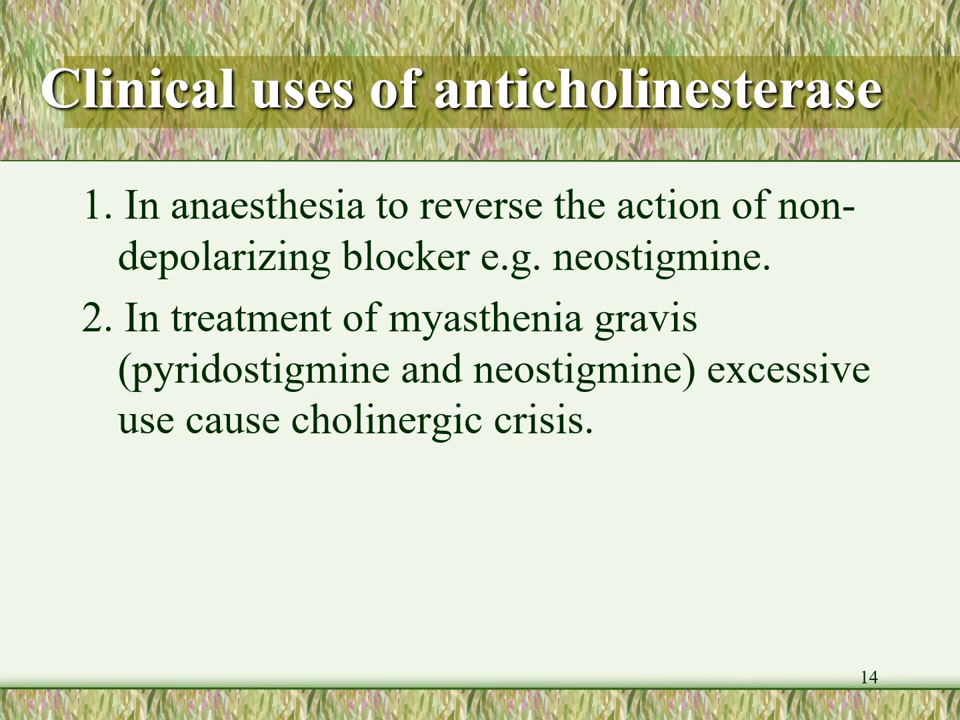 Clinical uses of anticholinesterase
1. In anaesthesia to reverse the action of non-
depolarizing blocker e.g. neostigmine.
2. In treatment of myasthenia gravis
(pyridostigmine and neostigmine) excessive
use cause cholinergic crisis.
14